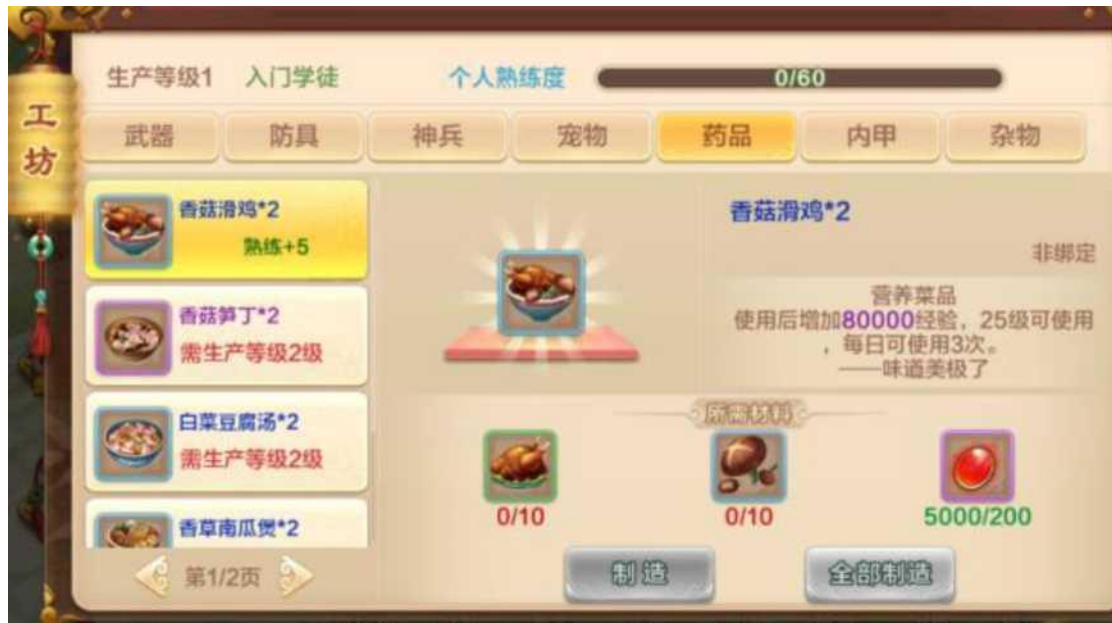 工坊
生产等级1 入门学徒 个人熟练度 0/60
武器 防具 神兵 宠物 药品 内甲 杂物
香菇滑鸡*2
熟练+5
香菇笋丁*2
需生产等级2级
白菜豆腐汤*2
需生产等级2级
香草南瓜煲*2
第1/2页
香菇滑鸡*2
非绑定
营养菜品
使用后增加80000经验，25级可使用
，每日可使用3次。
——味道美极了
所需材料
0/10 0/10 5000/200
制造 全部制造